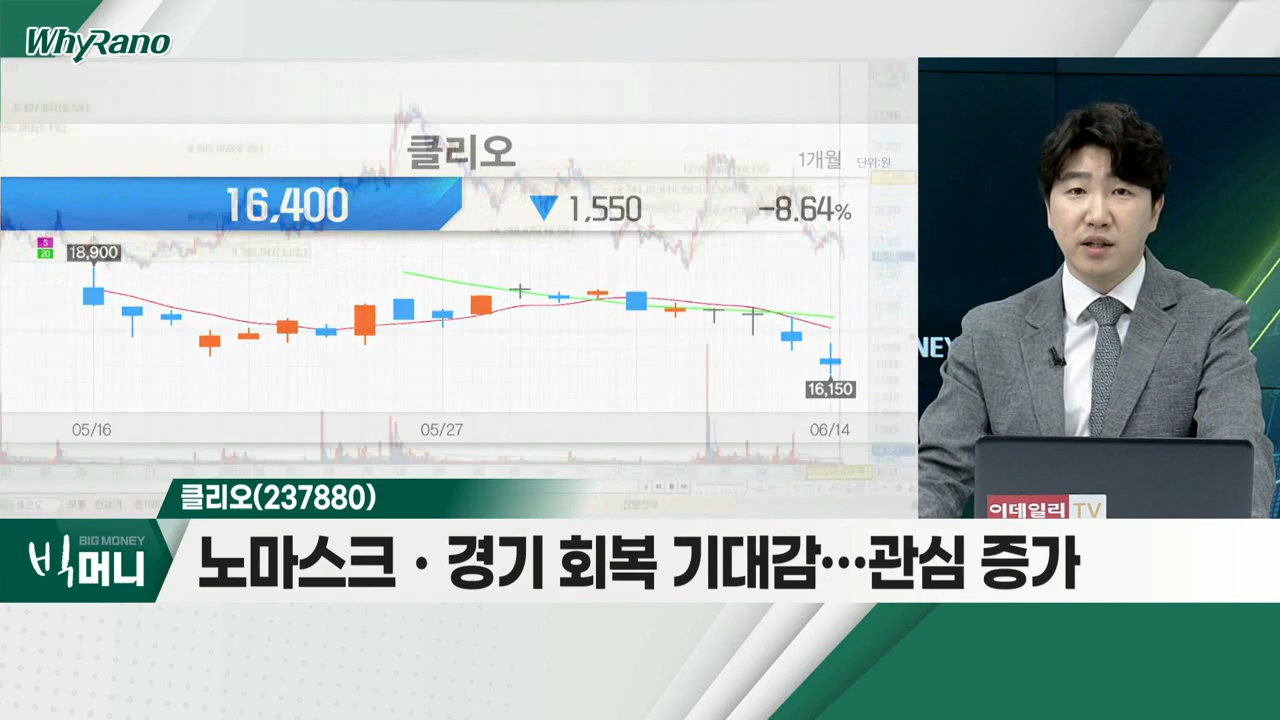 WhyRano
클리오
1개월 단위:원
16,400 ▼ 1,550 -8.64%
5
20
18,900
16,150
05/16 05/27 06/14
NEY
이데일리 TV
클리오(237880)
BIG MONEY
빅머니
노마스크·경기 회복 기대감···관심 증가